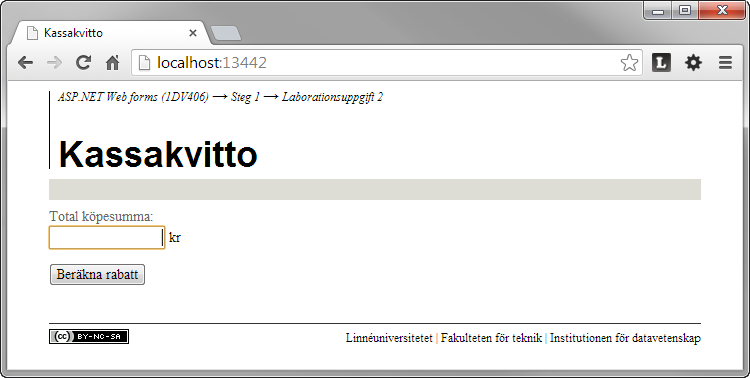 Kassakvitto
localhost:13442
L
ASP.NET Web forms (1DV406) → Steg 1 → Laborationsuppgift 2
Kassakvitto
Total köpesumma:
kr
Beräkna rabatt
(cc) BY-NC-SA
Linnéuniversitetet | Fakulteten för teknik | Institutionen för datavetenskap